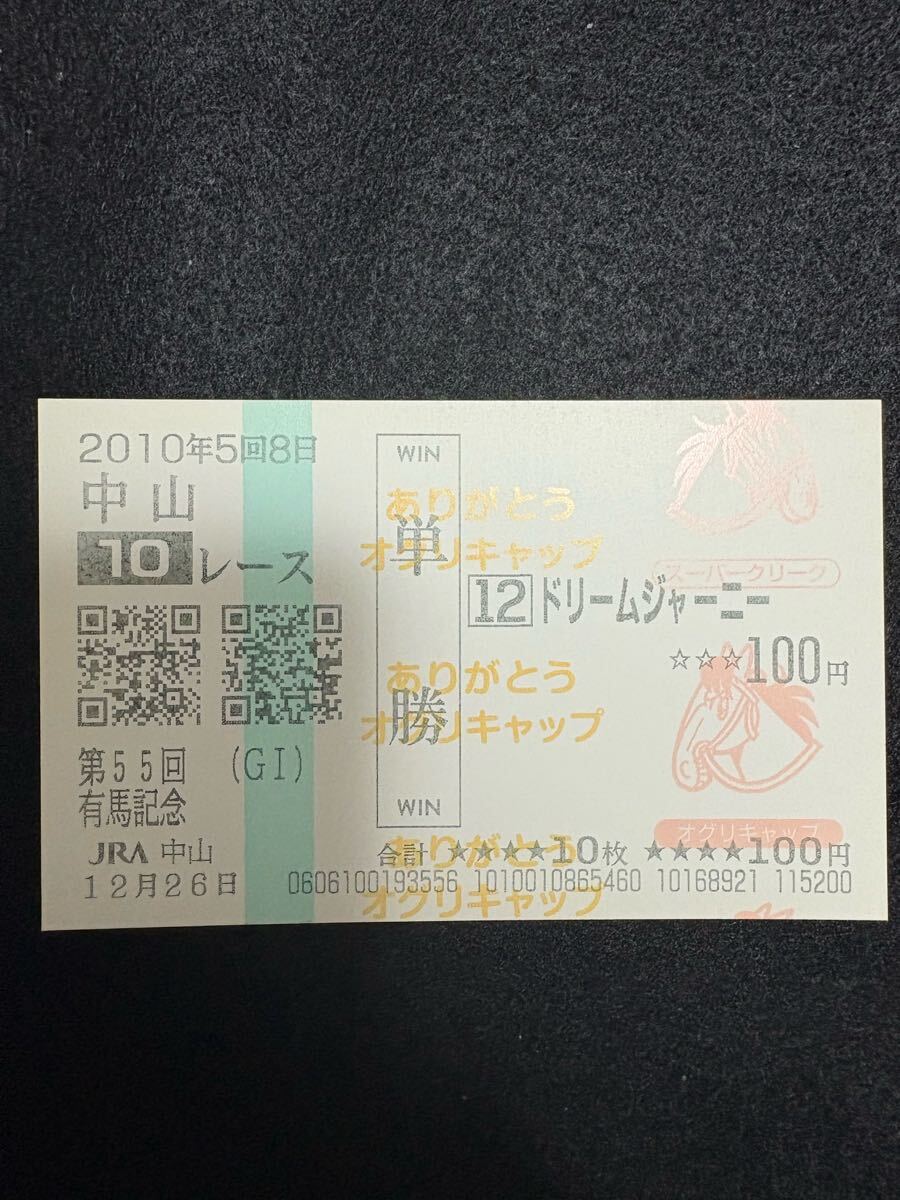 2010年5回8日
中山
10レース
第55回 (GI)
有馬記念
JRA 中山
12月26日
WIN
単
勝
WIN
ありがとう
オグリキャップ
ありがとう
オグリキャップ
ありがとう
オグリキャップ
スーパークリーク
12ドリームジャーニー
☆☆☆100円
オグリキャップ
合計 ★★★★10枚 ★★★★100円
0606100193556 1010010865460 10168921 115200